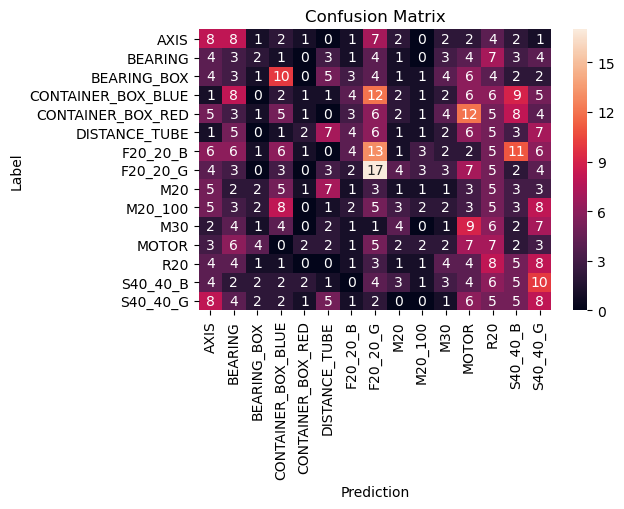 Confusion Matrix
Label
AXIS 8 8 1 2 1 0 1 7 2 0 2 2 4 2 1
BEARING 4 3 2 1 0 3 1 4 1 0 3 4 7 3 4
BEARING_BOX 4 3 1 10 0 5 3 4 1 1 4 6 4 2 2
CONTAINER_BOX_BLUE 1 8 0 2 1 1 4 12 2 1 2 6 6 9 5
CONTAINER_BOX_RED 5 3 1 5 1 0 3 6 2 1 4 12 5 8 4
DISTANCE_TUBE 1 5 0 1 2 7 4 6 1 1 2 6 5 3 7
F20_20_B 6 6 1 6 1 0 4 13 1 3 2 2 5 11 6
F20_20_G 4 3 0 3 0 3 2 17 4 3 3 7 5 2 4
M20 5 2 2 5 1 7 1 3 1 1 1 3 5 3 3
M20_100 5 3 2 8 0 1 2 5 3 2 2 3 5 3 8
M30 2 4 1 4 0 2 1 1 4 0 1 9 6 2 7
MOTOR 3 6 4 0 2 2 1 5 2 2 2 7 7 2 3
R20 4 4 1 1 0 0 1 3 1 1 4 4 8 5 8
S40_40_B 4 2 2 2 2 1 0 4 3 1 3 4 6 5 10
S40_40_G 8 4 2 2 1 5 1 2 0 0 1 6 5 5 8
AXIS
BEARING
BEARING_BOX
CONTAINER_BOX_BLUE
CONTAINER_BOX_RED
DISTANCE_TUBE
F20_20_B
F20_20_G
M20
M20_100
M30
MOTOR
R20
S40_40_B
S40_40_G
Prediction
15
12
9
6
3
0